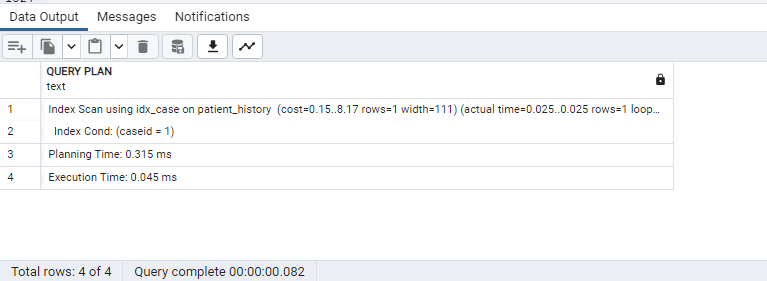 Data Output Messages Notifications
QUERY PLAN
text
1 Index Scan using idx_case on patient_history (cost=0.15..8.17 rows=1 width=111) (actual time=0.025..0.025 rows=1 loop...
2 Index Cond: (caseid = 1)
3 Planning Time: 0.315 ms
4 Execution Time: 0.045 ms
Total rows: 4 of 4 Query complete 00:00:00.082